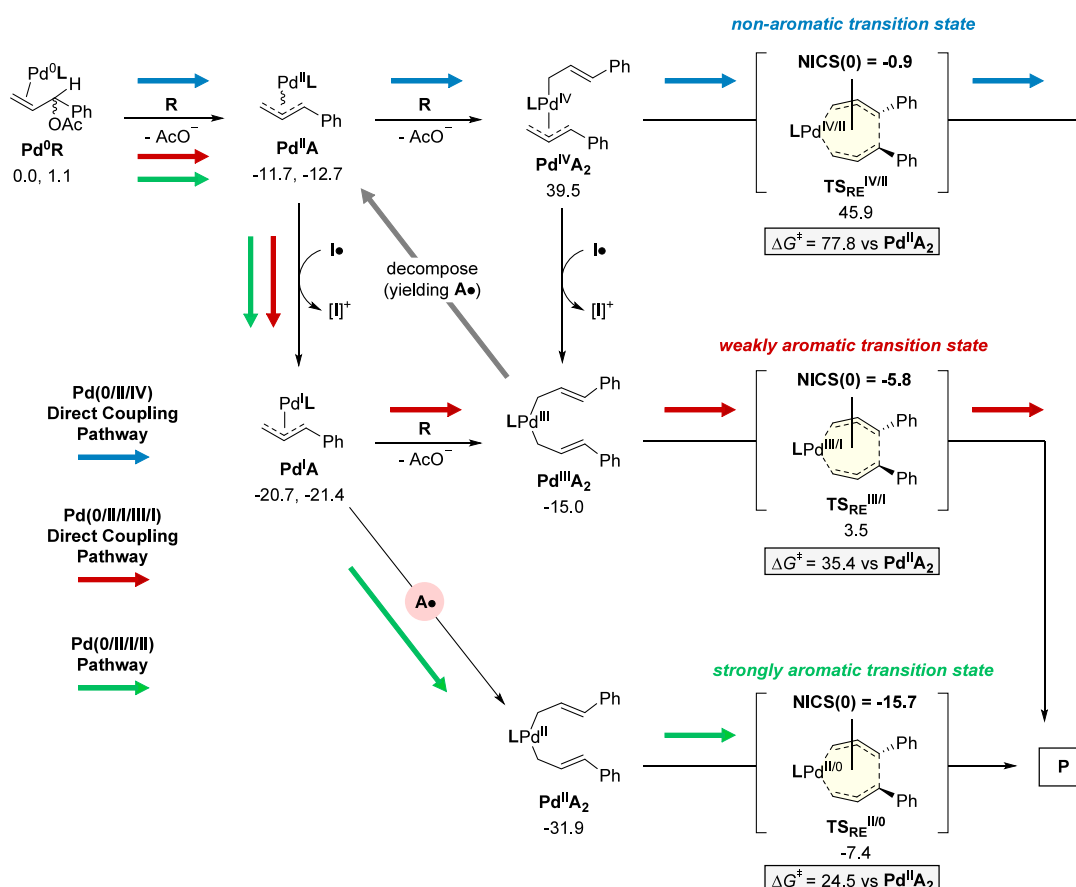 non-aromatic transition state
Pd⁰L
H
Ph
OAc
Pd⁰R
0.0, 1.1
R
- AcO⁻
PdᴵᴵL
Ph
PdᴵᴵA
-11.7, -12.7
R
- AcO⁻
Ph
LPdᴵⱽ
Ph
PdᴵⱽA₂
39.5
NICS(0) = -0.9
Ph
LPdᴵⱽ/ᴵᴵ
Ph
TS_REᴵⱽ/ᴵᴵ
45.9
ΔG‡ = 77.8 vs PdᴵᴵA₂
I•
[I]⁺
decompose
(yielding A•)
I•
[I]⁺
weakly aromatic transition state
Pd(0/II/IV)
Direct Coupling
Pathway
PdᴵL
Ph
PdᴵA
-20.7, -21.4
R
- AcO⁻
Ph
LPdᴵᴵᴵ
Ph
PdᴵᴵᴵA₂
-15.0
NICS(0) = -5.8
Ph
LPdᴵᴵᴵ/ᴵ
Ph
TS_REᴵᴵᴵ/ᴵ
3.5
ΔG‡ = 35.4 vs PdᴵᴵA₂
Pd(0/II/I/III/I)
Direct Coupling
Pathway
A•
Pd(0/II/I/II)
Pathway
strongly aromatic transition state
Ph
LPdᴵᴵ
Ph
PdᴵᴵA₂
-31.9
NICS(0) = -15.7
Ph
LPdᴵᴵ/⁰
Ph
TS_REᴵᴵ/⁰
-7.4
ΔG‡ = 24.5 vs PdᴵᴵA₂
P